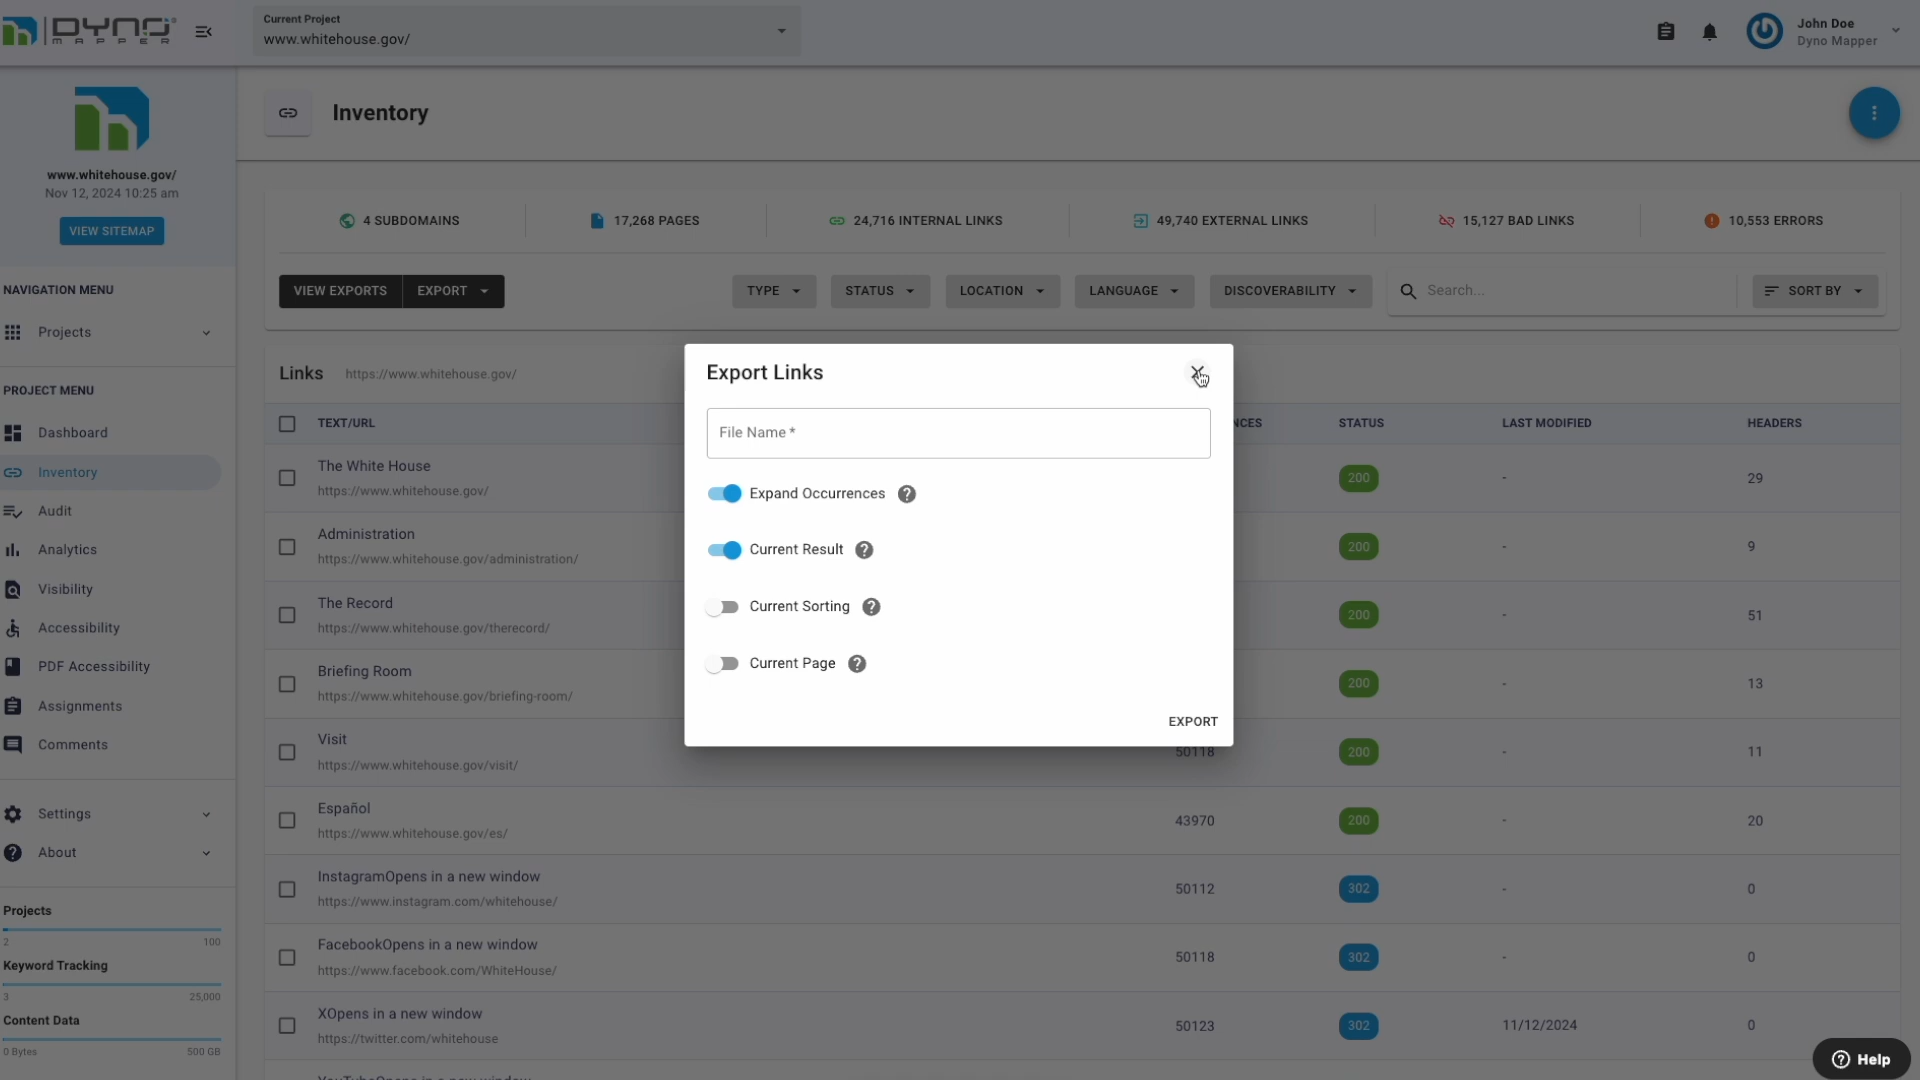 DYNO
MAPPER
Current Project
www.whitehouse.gov/
John Doe
Dyno Mapper
www.whitehouse.gov/
Nov 12, 2024 10:25 am
VIEW SITEMAP
NAVIGATION MENU
Projects
PROJECT MENU
Dashboard
Inventory
Audit
Analytics
Visibility
Accessibility
PDF Accessibility
Assignments
Comments
Settings
About
Projects
2 100
Keyword Tracking
3 25,000
Content Data
0 Bytes 500 GB
Inventory
4 SUBDOMAINS
17,268 PAGES
24,716 INTERNAL LINKS
49,740 EXTERNAL LINKS
15,127 BAD LINKS
10,553 ERRORS
VIEW EXPORTS EXPORT
TYPE STATUS LOCATION LANGUAGE DISCOVERABILITY
Search...
SORT BY
Links https://www.whitehouse.gov/
TEXT/URL NCES STATUS LAST MODIFIED HEADERS
The White House
https://www.whitehouse.gov/
200 - 29
Administration
https://www.whitehouse.gov/administration/
200 - 9
The Record
https://www.whitehouse.gov/therecord/
200 - 51
Briefing Room
https://www.whitehouse.gov/briefing-room/
200 - 13
Visit
https://www.whitehouse.gov/visit/
50118 200 - 11
Español
https://www.whitehouse.gov/es/
43970 200 - 20
InstagramOpens in a new window
https://www.instagram.com/whitehouse/
50112 302 - 0
FacebookOpens in a new window
https://www.facebook.com/WhiteHouse/
50118 302 - 0
XOpens in a new window
https://twitter.com/whitehouse
50123 302 11/12/2024 0
Export Links
File Name *
Expand Occurrences ?
Current Result ?
Current Sorting ?
Current Page ?
EXPORT
Help